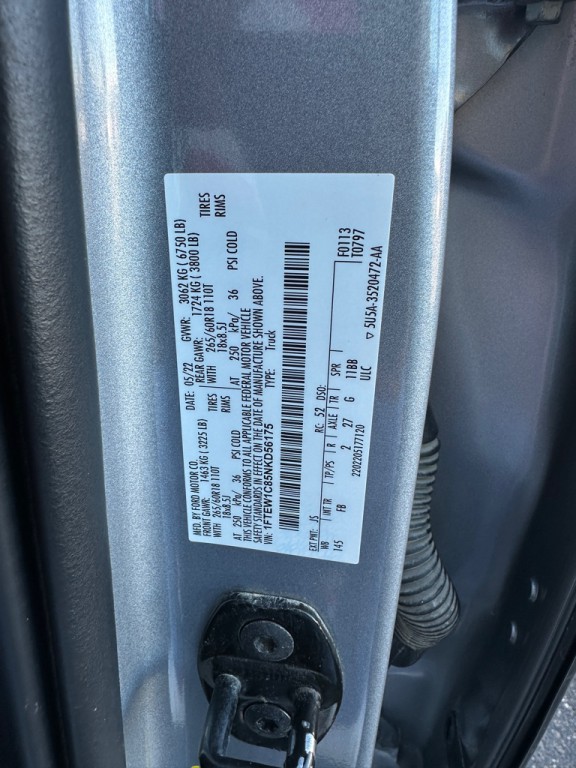 MFD. BY FORD MOTOR CO.
DATE: 05/22 GVWR: 3062 KG ( 6750 LB)
FRONT GAWR: 1463 KG ( 3225 LB) REAR GAWR: 1724 KG ( 3800 LB)
WITH 265/60R18 110T TIRES WITH 265/60R18 110T TIRES
18x8.5J RIMS 18x8.5J RIMS
AT 250 kPa/ 36 PSI COLD AT 250 kPa/ 36 PSI COLD
THIS VEHICLE CONFORMS TO ALL APPLICABLE FEDERAL MOTOR VEHICLE
SAFETY STANDARDS IN EFFECT ON THE DATE OF MANUFACTURE SHOWN ABOVE.
VIN: 1FTEW1C85NKD56175
TYPE: Truck
F0113
T0797
EXT PNT: JS RC: 52 DSO:
WB INT TR TP/PS R AXLE TR SPR
145 FB 2 27 G 11BB
2202205177120 ULC
▽ 5U5A-3520472-AA